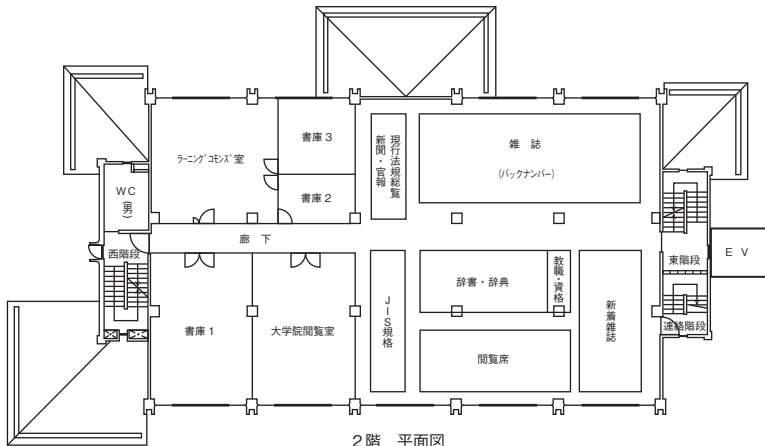 書庫３
現行法規総覧
新聞・官報
雑　誌
(バックナンバー)
ラーニングコモンズ室
書庫２
ＷＣ
(男)
廊　下
西階段
東階段
ＥＶ
辞書・辞典
教職・資格
ＪＩＳ規格
新着雑誌
書庫１
大学院閲覧室
閲覧席
連絡階段
２階　平面図